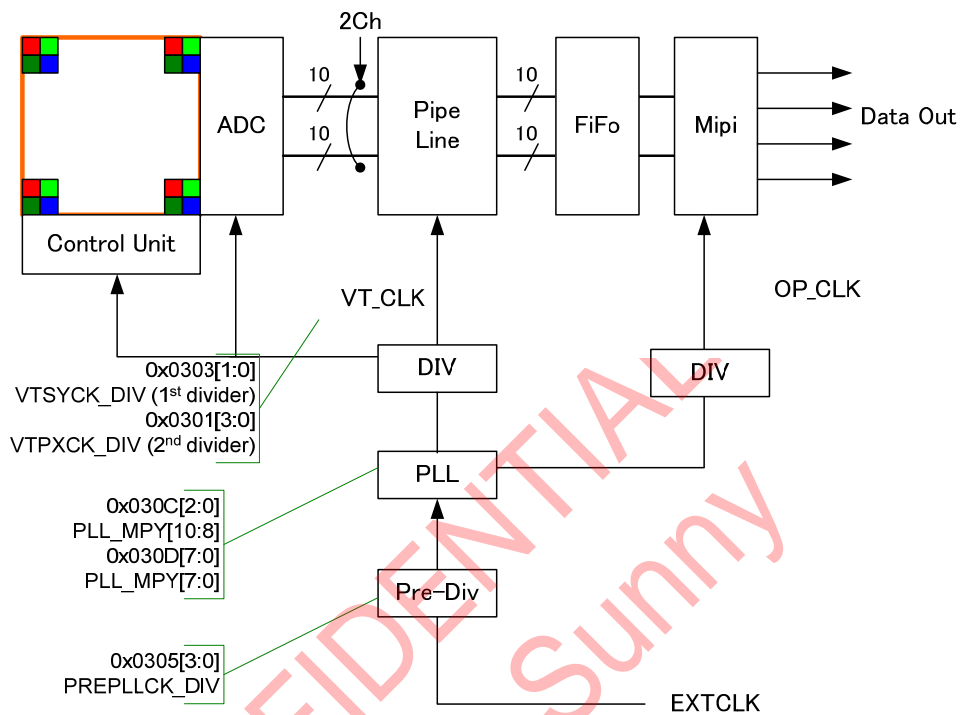 2Ch
10
10
ADC
10
10
Pipe
Line
FiFo
Mipi
Data Out
Control Unit
VT_CLK
OP_CLK
0x0303[1:0]
VTSYCK_DIV (1st divider)
0x0301[3:0]
VTPXCK_DIV (2nd divider)
DIV
DIV
PLL
0x030C[2:0]
PLL_MPY[10:8]
0x030D[7:0]
PLL_MPY[7:0]
Pre-Div
0x0305[3:0]
PREPLLCK_DIV
EXTCLK
FIDENTIAL
Sunny